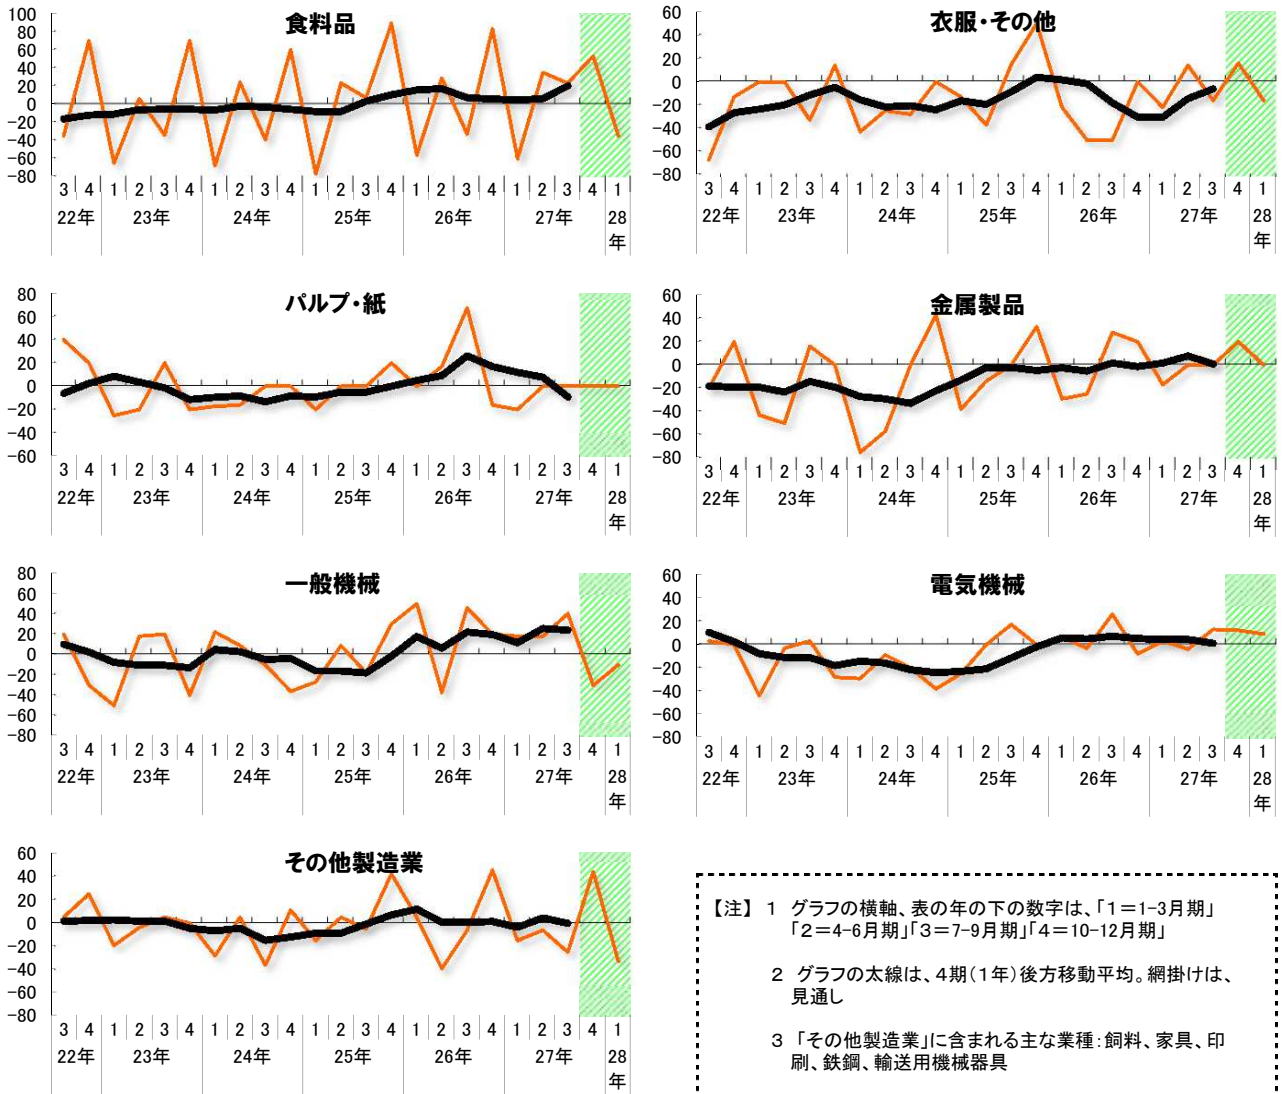 食料品
100
80
60
40
20
0
-20
-40
-60
-80
3 4 1 2 3 4 1 2 3 4 1 2 3 4 1 2 3 4 1 2 3 4 1
22年 23年 24年 25年 26年 27年 28年
衣服・その他
60
40
20
0
-20
-40
-60
-80
3 4 1 2 3 4 1 2 3 4 1 2 3 4 1 2 3 4 1 2 3 4 1
22年 23年 24年 25年 26年 27年 28年
パルプ・紙
80
60
40
20
0
-20
-40
-60
3 4 1 2 3 4 1 2 3 4 1 2 3 4 1 2 3 4 1 2 3 4 1
22年 23年 24年 25年 26年 27年 28年
金属製品
60
40
20
0
-20
-40
-60
-80
3 4 1 2 3 4 1 2 3 4 1 2 3 4 1 2 3 4 1 2 3 4 1
22年 23年 24年 25年 26年 27年 28年
一般機械
80
60
40
20
0
-20
-40
-60
-80
3 4 1 2 3 4 1 2 3 4 1 2 3 4 1 2 3 4 1 2 3 4 1
22年 23年 24年 25年 26年 27年 28年
電気機械
60
40
20
0
-20
-40
-60
-80
3 4 1 2 3 4 1 2 3 4 1 2 3 4 1 2 3 4 1 2 3 4 1
22年 23年 24年 25年 26年 27年 28年
その他製造業
60
40
20
0
-20
-40
-60
-80
3 4 1 2 3 4 1 2 3 4 1 2 3 4 1 2 3 4 1 2 3 4 1
22年 23年 24年 25年 26年 27年 28年
【注】 1 グラフの横軸、表の年の下の数字は、「1=1-3月期」
「2=4-6月期」「3=7-9月期」「4=10-12月期」
2 グラフの太線は、4期(1年)後方移動平均。網掛けは、
見通し
3 「その他製造業」に含まれる主な業種:飼料、家具、印
刷、鉄鋼、輸送用機械器具